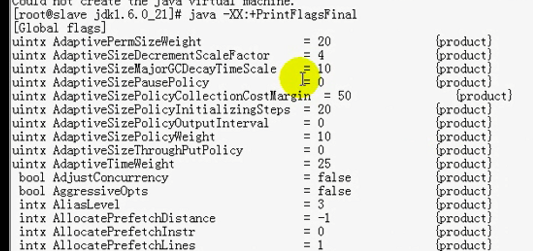 Could not create the java virtual machine.
[root@slave jdk1.6.0_21]# java -XX:+PrintFlagsFinal
[Global flags]
uintx AdaptivePermSizeWeight = 20 {product}
uintx AdaptiveSizeDecrementScaleFactor = 4 {product}
uintx AdaptiveSizeMajorGCDecayTimeScale = 10 {product}
uintx AdaptiveSizePausePolicy = 0 {product}
uintx AdaptiveSizePolicyCollectionCostMargin = 50 {product}
uintx AdaptiveSizePolicyInitializingSteps = 20 {product}
uintx AdaptiveSizePolicyOutputInterval = 0 {product}
uintx AdaptiveSizePolicyWeight = 10 {product}
uintx AdaptiveSizeThroughPutPolicy = 0 {product}
uintx AdaptiveTimeWeight = 25 {product}
bool AdjustConcurrency = false {product}
bool AggressiveOpts = false {product}
intx AliasLevel = 3 {product}
intx AllocatePrefetchDistance = -1 {product}
intx AllocatePrefetchInstr = 0 {product}
intx AllocatePrefetchLines = 1 {product}